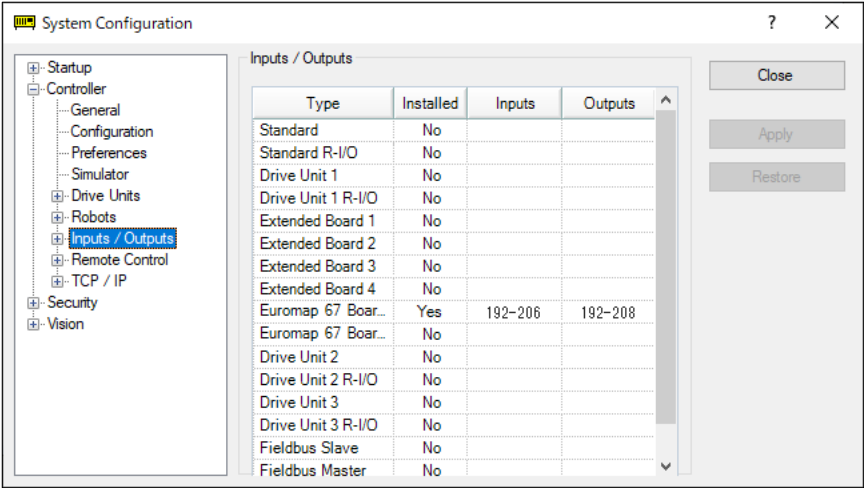 System Configuration
?
Startup
Controller
General
Configuration
Preferences
Simulator
Drive Units
Robots
Inputs / Outputs
Remote Control
TCP / IP
Security
Vision
Inputs / Outputs
Type Installed Inputs Outputs
Standard No
Standard R-I/O No
Drive Unit 1 No
Drive Unit 1 R-I/O No
Extended Board 1 No
Extended Board 2 No
Extended Board 3 No
Extended Board 4 No
Euromap 67 Boar... Yes 192-206 192-208
Euromap 67 Boar... No
Drive Unit 2 No
Drive Unit 2 R-I/O No
Drive Unit 3 No
Drive Unit 3 R-I/O No
Fieldbus Slave No
Fieldbus Master No
Close
Apply
Restore